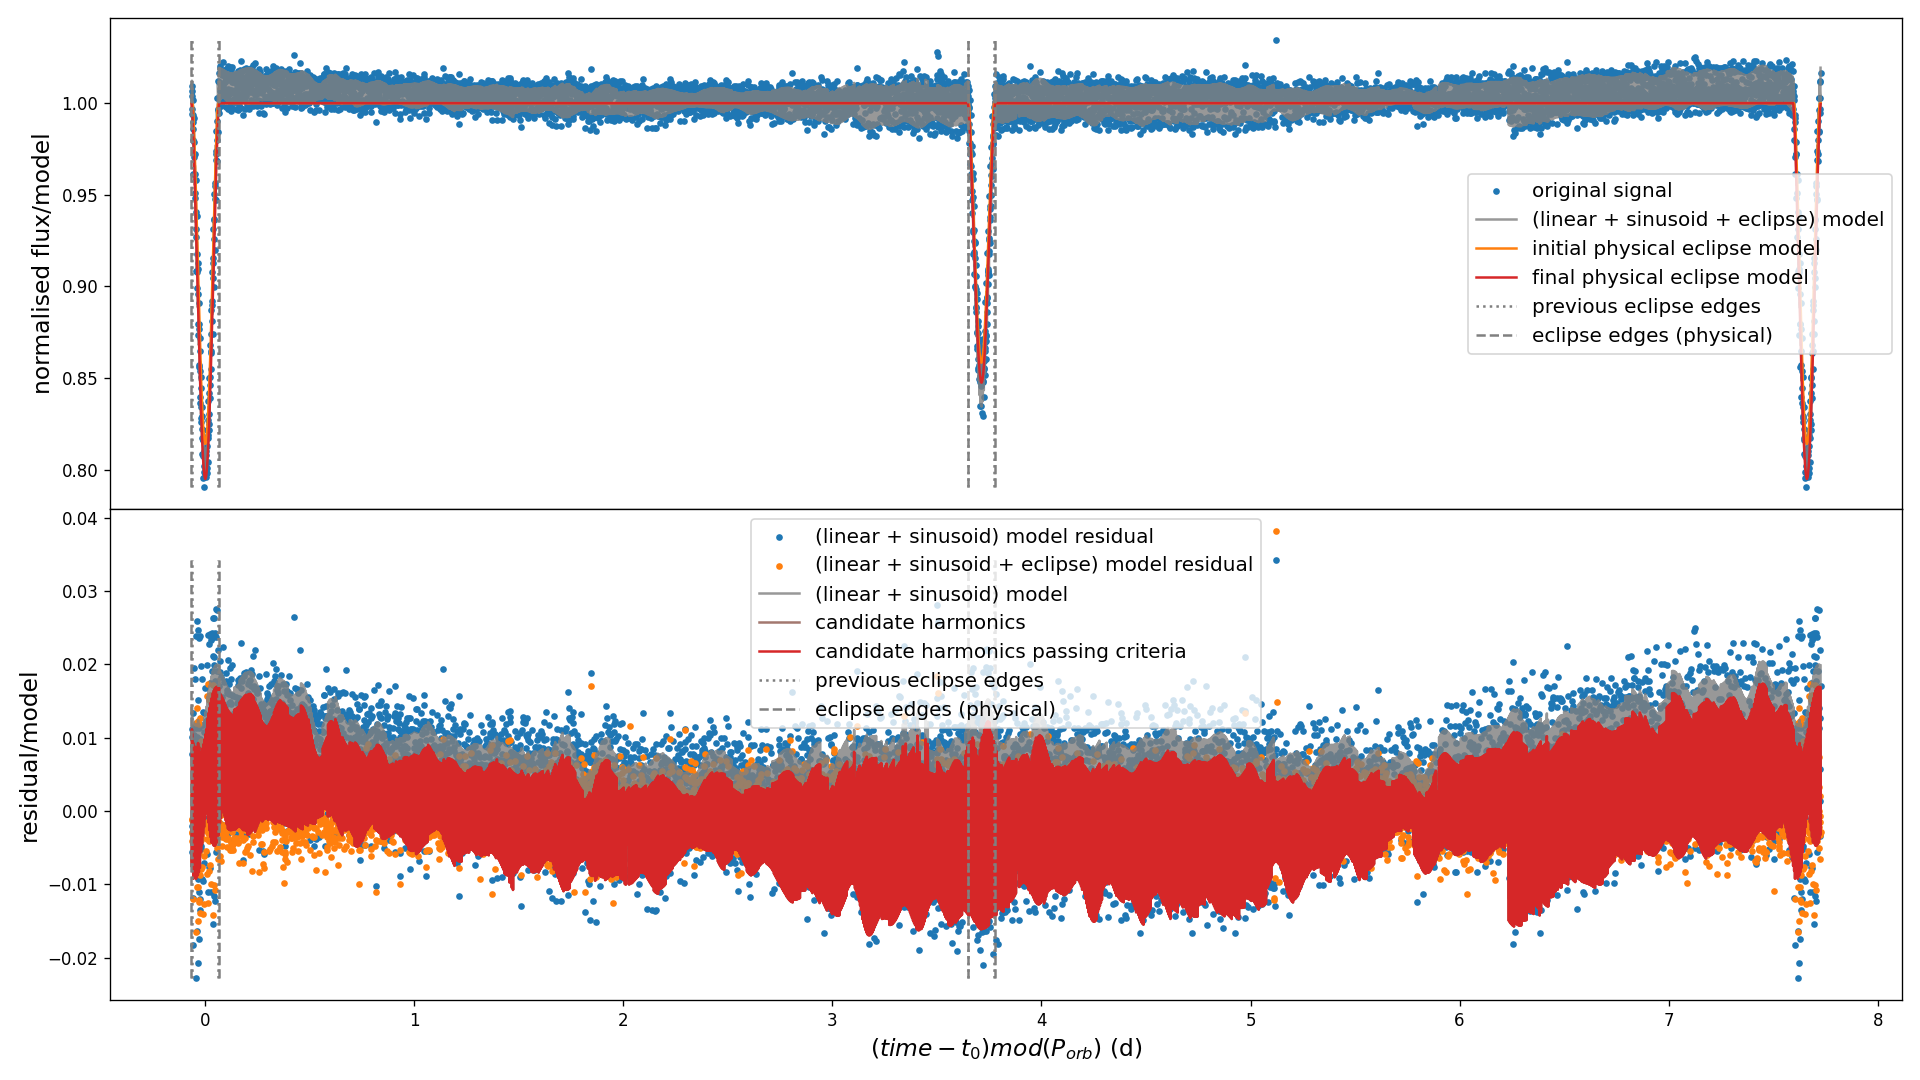 normalised flux/model
1.00
0.95
0.90
0.85
0.80
original signal
(linear + sinusoid + eclipse) model
initial physical eclipse model
final physical eclipse model
previous eclipse edges
eclipse edges (physical)
residual/model
0.04
0.03
0.02
0.01
0.00
−0.01
−0.02
(linear + sinusoid) model residual
(linear + sinusoid + eclipse) model residual
(linear + sinusoid) model
candidate harmonics
candidate harmonics passing criteria
previous eclipse edges
eclipse edges (physical)
0 1 2 3 4 5 6 7 8
(time − t₀)mod(Pₒᵣb) (d)